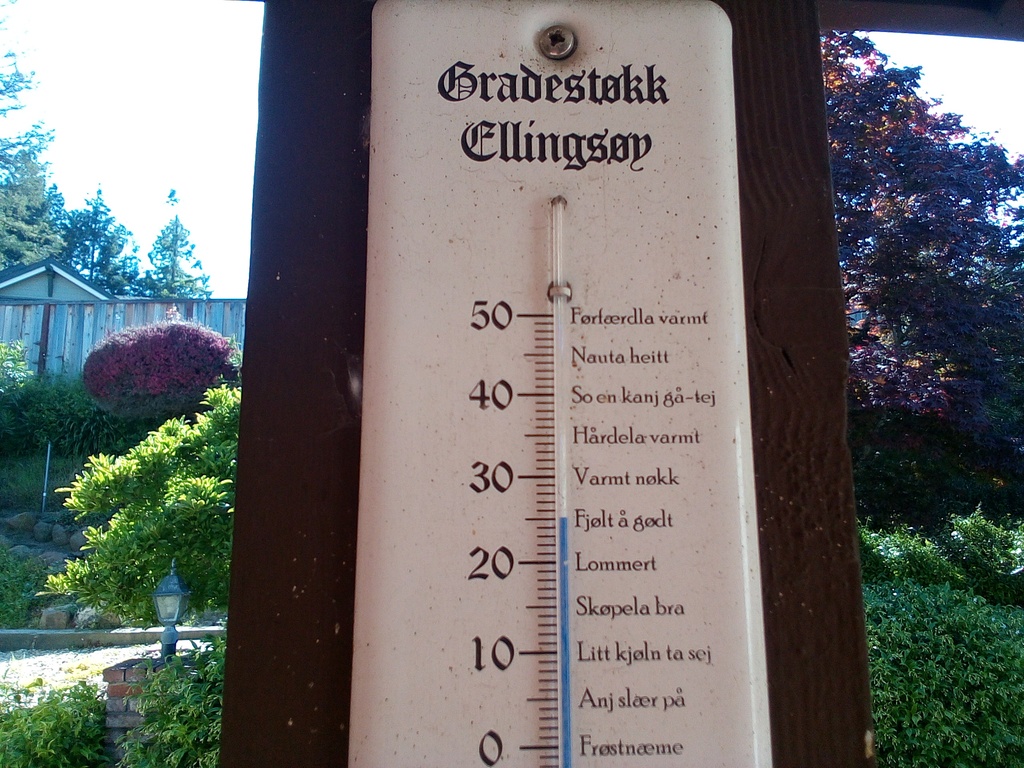 Gradestøkk
Ellingsøy
50 Førfærdla varmt
Nauta heitt
40 So en kanj gå-tej
Hårdela varmt
30 Varmt nøkk
Fjølt å gødt
20 Lommert
Skøpela bra
10 Litt kjøln ta sej
Anj slær på
0 Frøstnæme